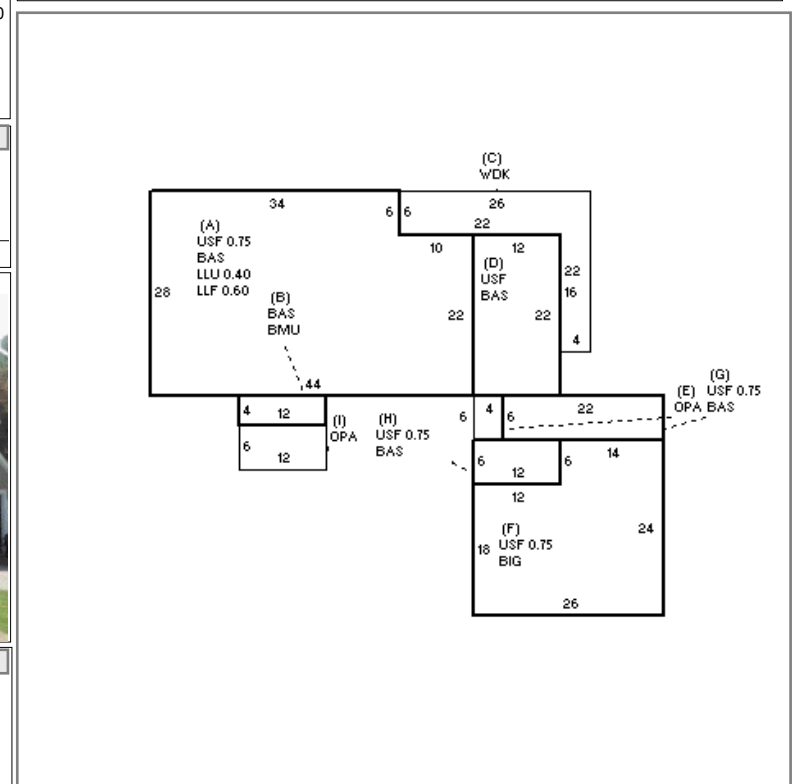 0
(C)
WDK
34
6
6
26
22
(A)
USF 0.75
BAS
LLU 0.40
LLF 0.60
10
12
(D)
USF
BAS
28
(B)
BAS
BMU
22
22
22
16
4
44
(G)
(E) USF 0.75
OPA BAS
4
12
6
4
6
22
(I)
OPA
(H)
USF 0.75
BAS
6
12
6
12
6
14
12
(F)
USF 0.75
BIG
18
24
26